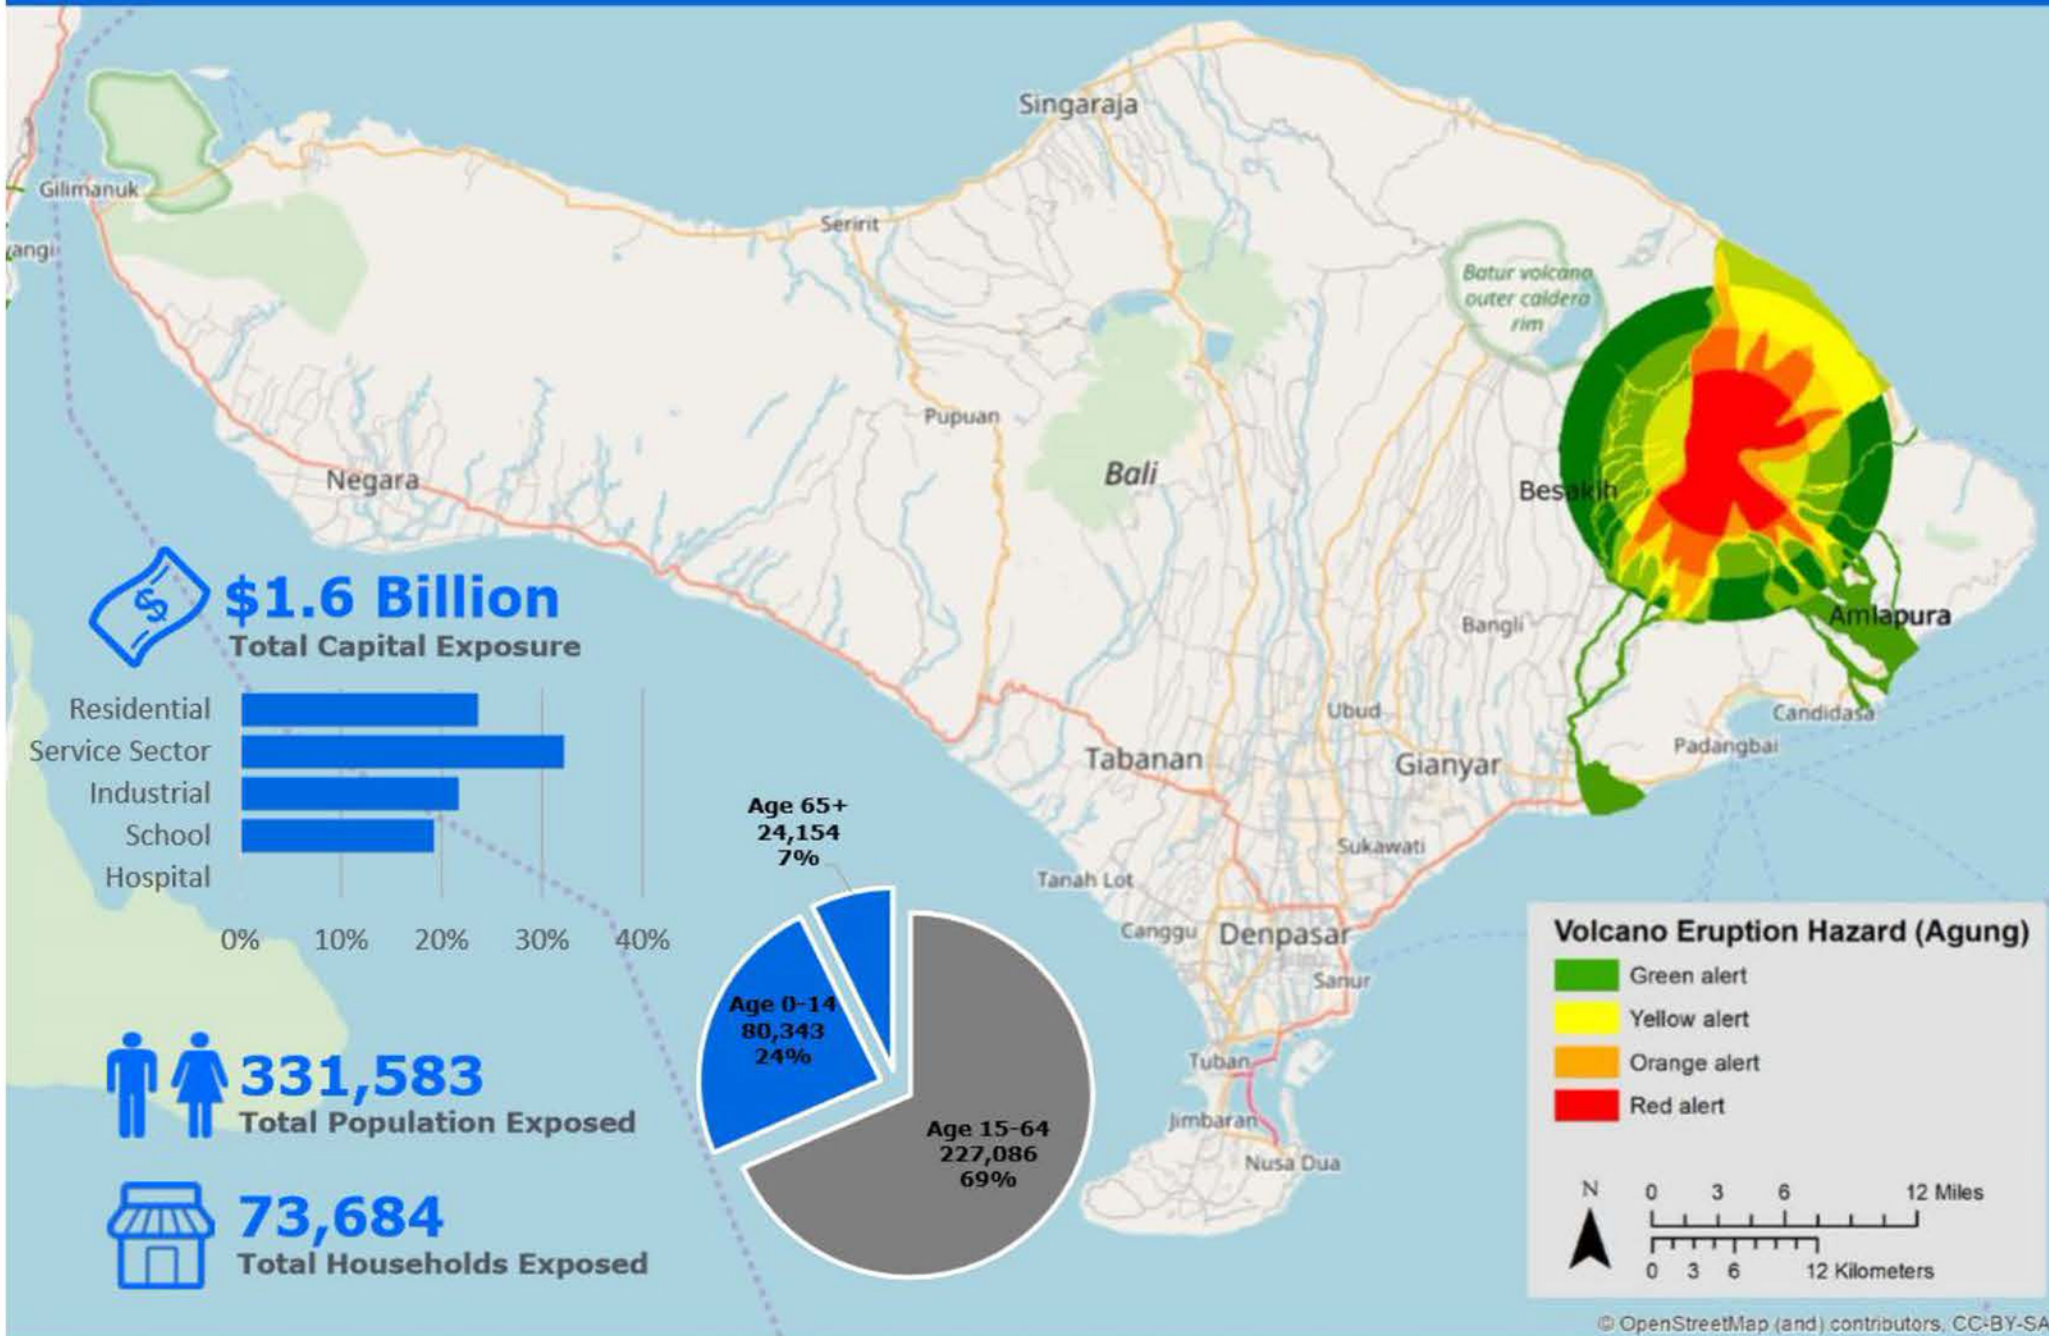 Singaraja
Gilimanuk
Seririt
Batur volcano
outer caldera
rim
Pupuan
Bali
Negara
Besakih
Bangli
Amlapura
Ubud
Candidasa
Padangbai
Tabanan
Gianyar
Sukawati
Tanah Lot
Canggu
Denpasar
Sanur
Tuban
Jimbaran
Nusa Dua
$
$1.6 Billion
Total Capital Exposure
Residential
Service Sector
Industrial
School
Hospital
0% 10% 20% 30% 40%
331,583
Total Population Exposed
73,684
Total Households Exposed
Age 65+
24,154
7%
Age 0-14
80,343
24%
Age 15-64
227,086
69%
Volcano Eruption Hazard (Agung)
Green alert
Yellow alert
Orange alert
Red alert
N
0 3 6 12 Miles
0 3 6 12 Kilometers
© OpenStreetMap (and) contributors, CC-BY-SA